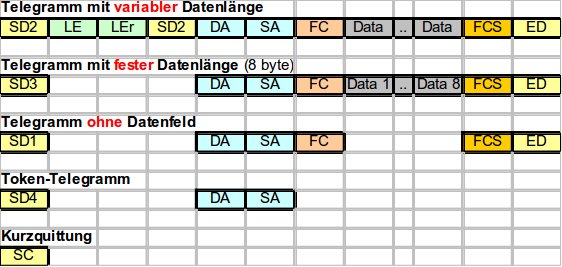 Telegramm mit variabler Datenlänge
SD2 LE LEr SD2 DA SA FC Data .. Data FCS ED
Telegramm mit fester Datenlänge (8 byte)
SD3 DA SA FC Data 1 .. Data 8 FCS ED
Telegramm ohne Datenfeld
SD1 DA SA FC FCS ED
Token-Telegramm
SD4 DA SA
Kurzquittung
SC